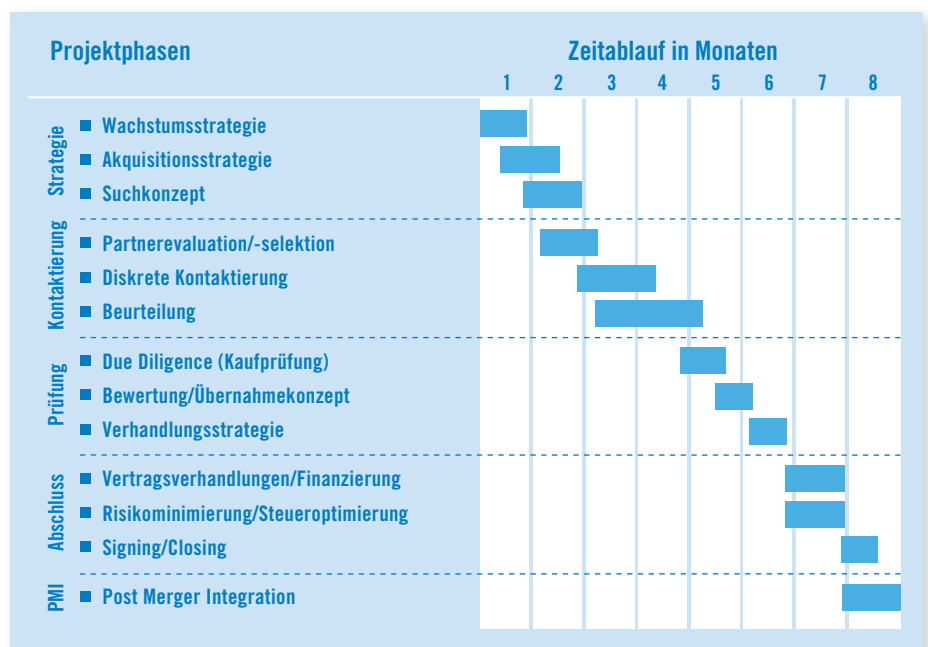 Projektphasen
Zeitablauf in Monaten
1 2 3 4 5 6 7 8
Strategie
Wachstumsstrategie
Akquisitionsstrategie
Suchkonzept
Kontaktierung
Partnerevaluation/-selektion
Diskrete Kontaktierung
Beurteilung
Prüfung
Due Diligence (Kaufprüfung)
Bewertung/Übernahmekonzept
Verhandlungsstrategie
Abschluss
Vertragsverhandlungen/Finanzierung
Risikominimierung/Steueroptimierung
Signing/Closing
PMI
Post Merger Integration